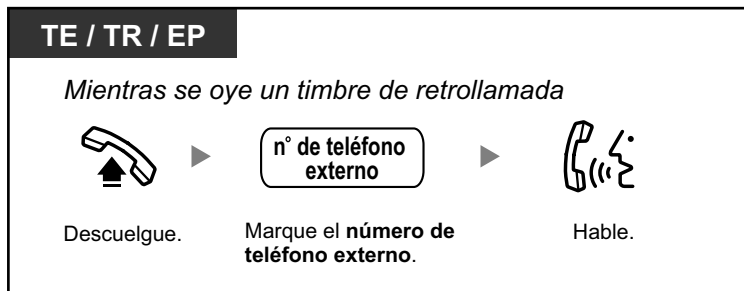 TE / TR / EP
Mientras se oye un timbre de retrollamada
n° de teléfono
externo
Descuelgue.
Marque el número de
teléfono externo.
Hable.